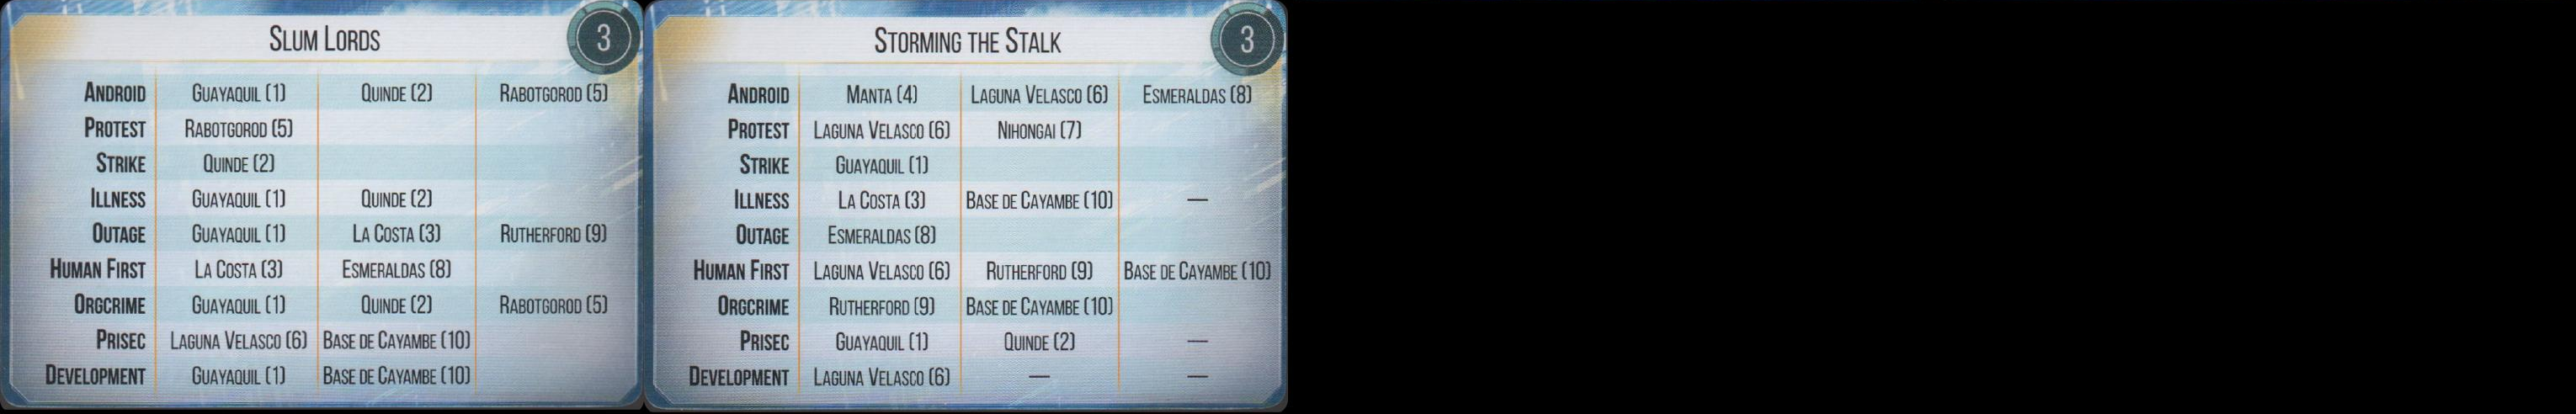 Slum Lords
3
Android Guayaquil (1) Quinde (2) Rabotgorod (5)
Protest Rabotgorod (5)
Strike Quinde (2)
Illness Guayaquil (1) Quinde (2)
Outage Guayaquil (1) La Costa (3) Rutherford (9)
Human First La Costa (3) Esmeraldas (8)
Orgcrime Guayaquil (1) Quinde (2) Rabotgorod (5)
Prisec Laguna Velasco (6) Base de Cayambe (10)
Development Guayaquil (1) Base de Cayambe (10)
Storming the Stalk
3
Android Manta (4) Laguna Velasco (6) Esmeraldas (8)
Protest Laguna Velasco (6) Nihongai (7)
Strike Guayaquil (1)
Illness La Costa (3) Base de Cayambe (10) —
Outage Esmeraldas (8)
Human First Laguna Velasco (6) Rutherford (9) Base de Cayambe (10)
Orgcrime Rutherford (9) Base de Cayambe (10)
Prisec Guayaquil (1) Quinde (2) —
Development Laguna Velasco (6) — —